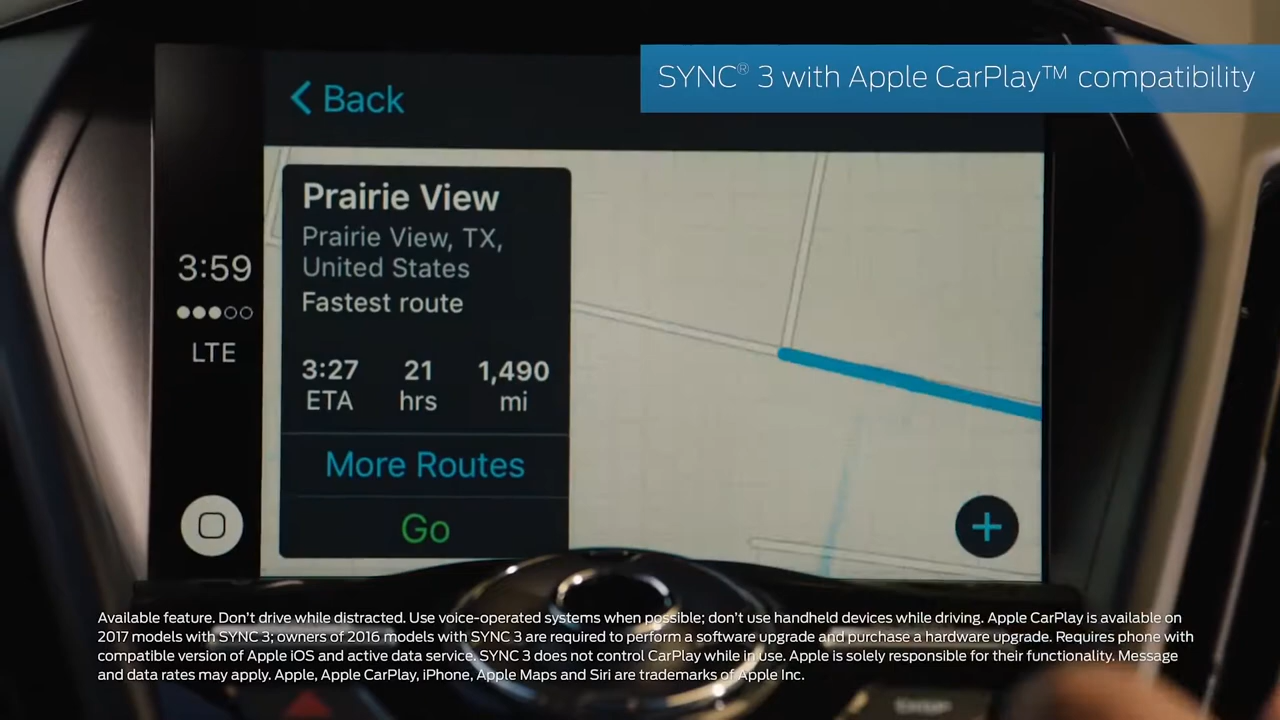 SYNC® 3 with Apple CarPlay™ compatibility
Back
Prairie View
Prairie View, TX,
United States
Fastest route
3:59
LTE
3:27 21 1,490
ETA hrs mi
More Routes
Go
Available feature. Don't drive while distracted. Use voice-operated systems when possible; don't use handheld devices while driving. Apple CarPlay is available on
2017 models with SYNC 3; owners of 2016 models with SYNC 3 are required to perform a software upgrade and purchase a hardware upgrade. Requires phone with
compatible version of Apple iOS and active data service. SYNC 3 does not control CarPlay while in use. Apple is solely responsible for their functionality. Message
and data rates may apply. Apple, Apple CarPlay, iPhone, Apple Maps and Siri are trademarks of Apple Inc.